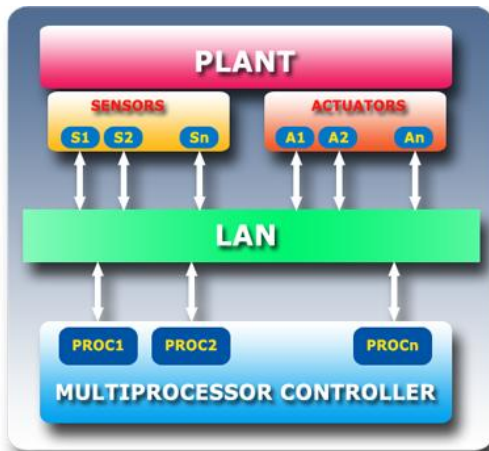 PLANT
SENSORS ACTUATORS
S1 S2 Sn A1 A2 An
LAN
PROC1 PROC2 PROCn
MULTIPROCESSOR CONTROLLER